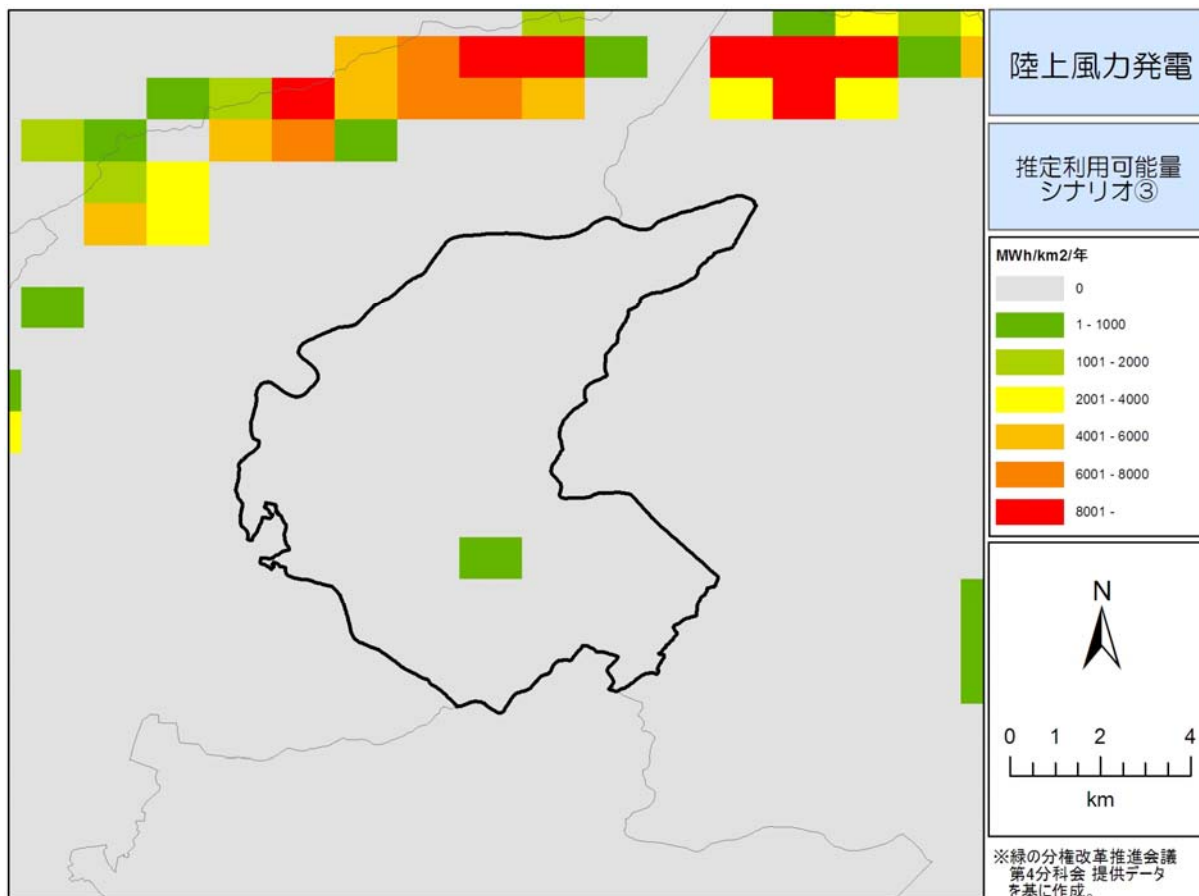 陸上風力発電
推定利用可能量
シナリオ③
MWh/km2/年
0
1 - 1000
1001 - 2000
2001 - 4000
4001 - 6000
6001 - 8000
8001 -
N
0 1 2 4
km
※緑の分権改革推進会議
第4分科会 提供データ
を基に作成。